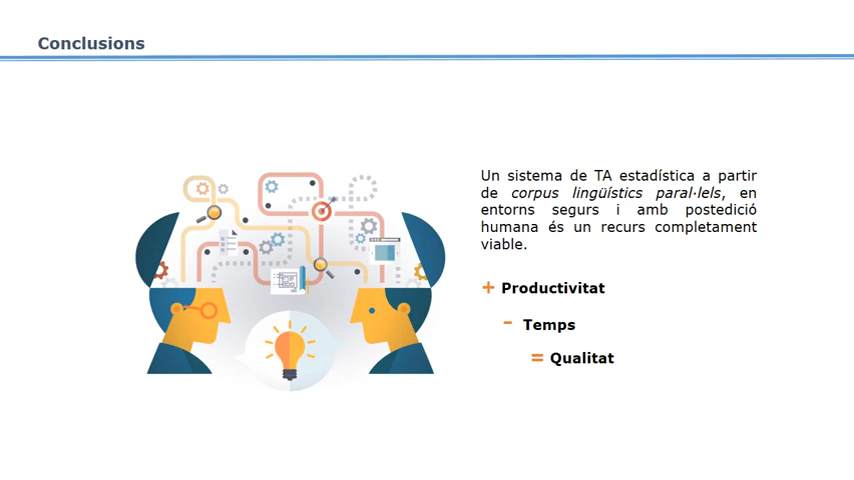 Conclusions
Un sistema de TA estadística a partir
de corpus lingüístics paral·lels, en
entorns segurs i amb postedició
humana és un recurs completament
viable.
+ Productivitat
- Temps
= Qualitat